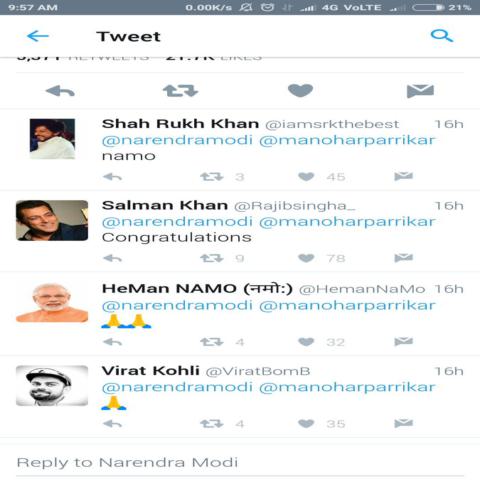 9:57 AM 0.00K/s 4G VoLTE 21%
Tweet
RETWEETS LIKES
Shah Rukh Khan @iamsrkthebest 16h
@narendramodi @manoharparrikar
namo
3 45
Salman Khan @Rajibsingha_ 16h
@narendramodi @manoharparrikar
Congratulations
9 78
HeMan NAMO (नमो:) @HemanNaMo 16h
@narendramodi @manoharparrikar
🙏🙏
4 32
Virat Kohli @ViratBomB 16h
@narendramodi @manoharparrikar
🙏
4 35
Reply to Narendra Modi